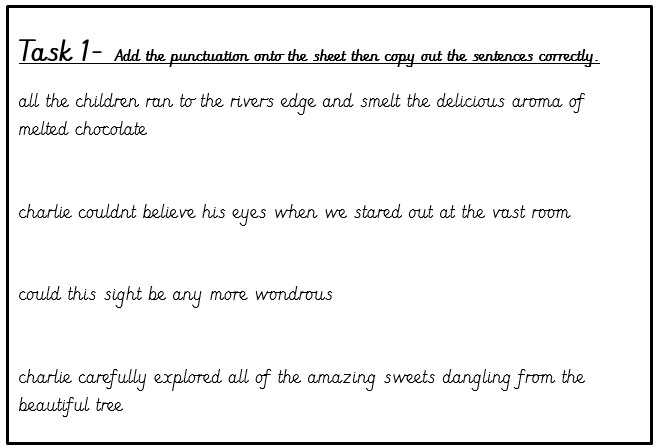 Task 1- Add the punctuation onto the sheet then copy out the sentences correctly.
all the children ran to the rivers edge and smelt the delicious aroma of
melted chocolate
charlie couldnt believe his eyes when we stared out at the vast room
could this sight be any more wondrous
charlie carefully explored all of the amazing sweets dangling from the
beautiful tree